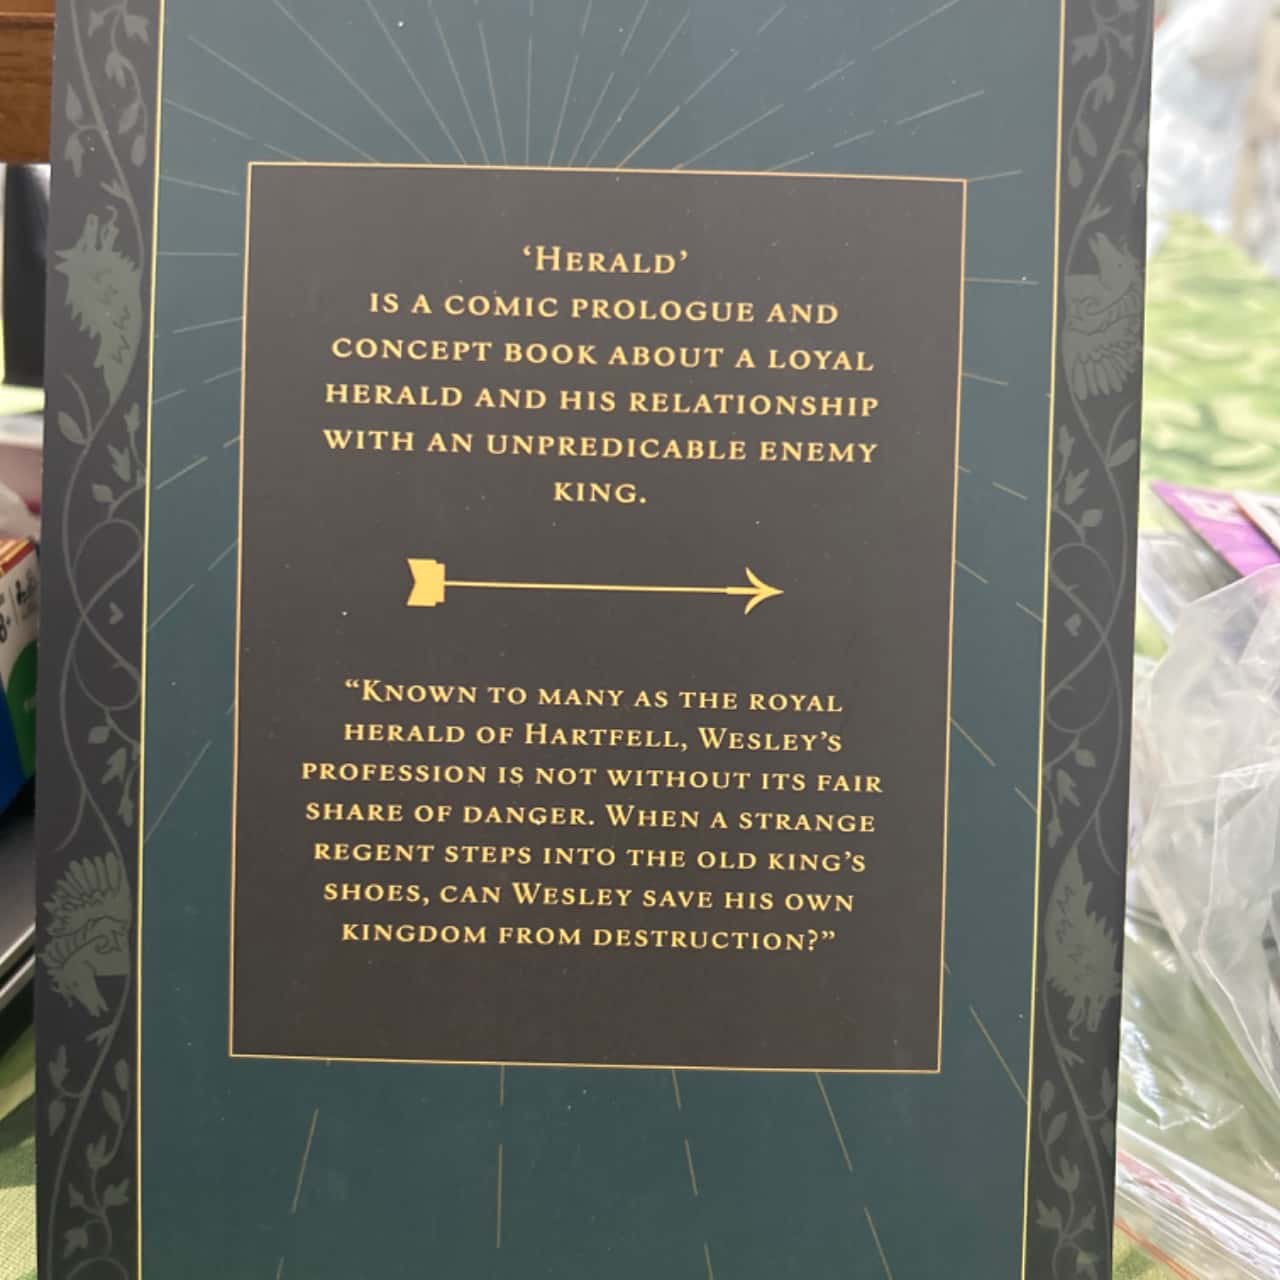 ‘HERALD’
IS A COMIC PROLOGUE AND
CONCEPT BOOK ABOUT A LOYAL
HERALD AND HIS RELATIONSHIP
WITH AN UNPREDICABLE ENEMY
KING.
“KNOWN TO MANY AS THE ROYAL
HERALD OF HARTFELL, WESLEY’S
PROFESSION IS NOT WITHOUT ITS FAIR
SHARE OF DANGER. WHEN A STRANGE
REGENT STEPS INTO THE OLD KING’S
SHOES, CAN WESLEY SAVE HIS OWN
KINGDOM FROM DESTRUCTION?”
8+